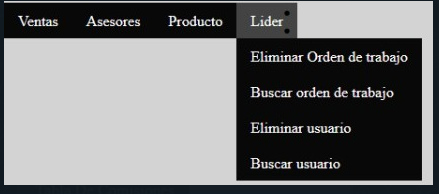 Ventas Asesores Producto Lider
Eliminar Orden de trabajo
Buscar orden de trabajo
Eliminar usuario
Buscar usuario